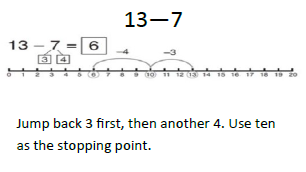 13—7
13 – 7 = 6
–4 –3
3 4
0 1 2 3 4 5 6 7 8 9 10 11 12 13 14 15 16 17 18 19 20
Jump back 3 first, then another 4. Use ten
as the stopping point.